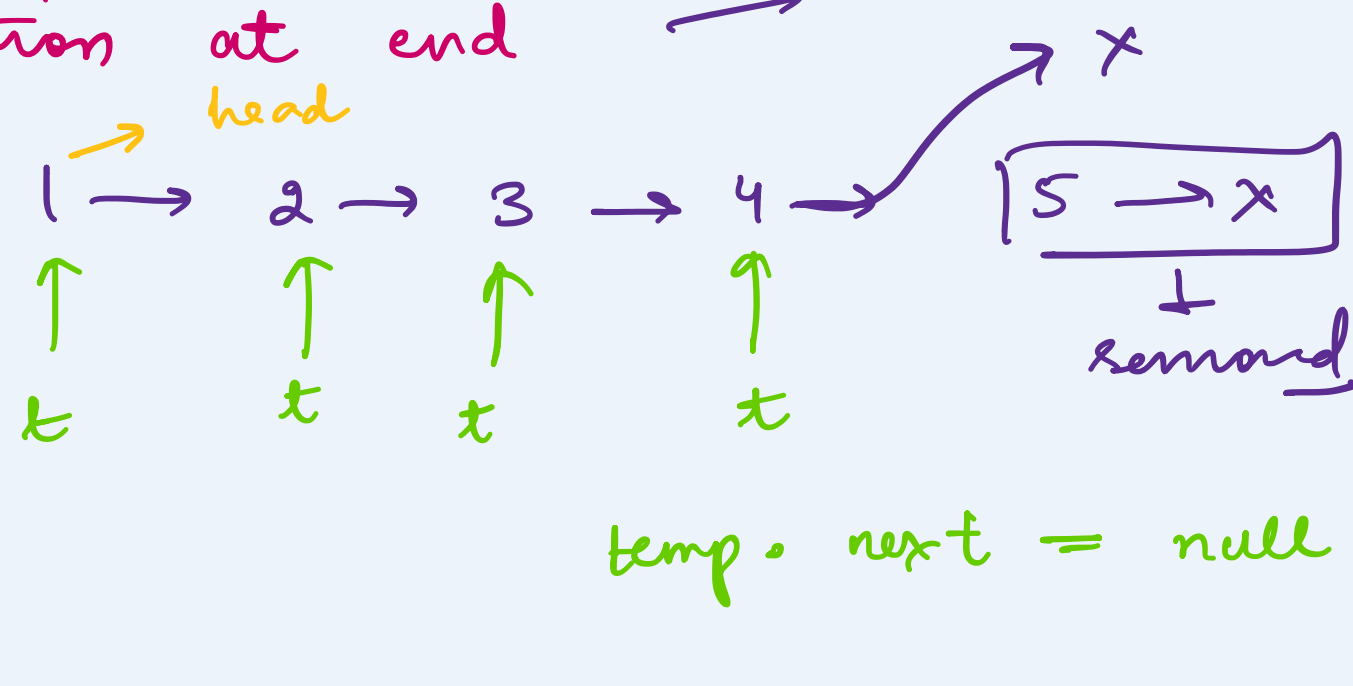 at end
head
1 → 2 → 3 → 4 → x
5 → x
t t t t
temp. next = null